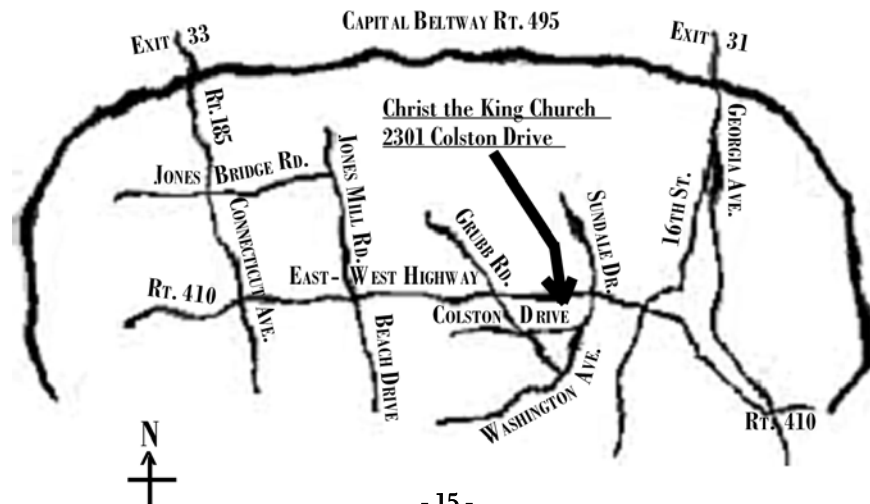 CAPITAL BELTWAY RT. 495
EXIT 33
EXIT 31
RT. 185
Christ the King Church
2301 Colston Drive
GEORGIA AVE.
JONES BRIDGE RD.
JONES MILL RD.
16TH ST.
SUNDALE DR.
GRUBB RD.
CONNECTICUT AVE.
EAST-WEST HIGHWAY
RT. 410
COLSTON DRIVE
BEACH DRIVE
WASHINGTON AVE.
RT. 410
N
- 15 -